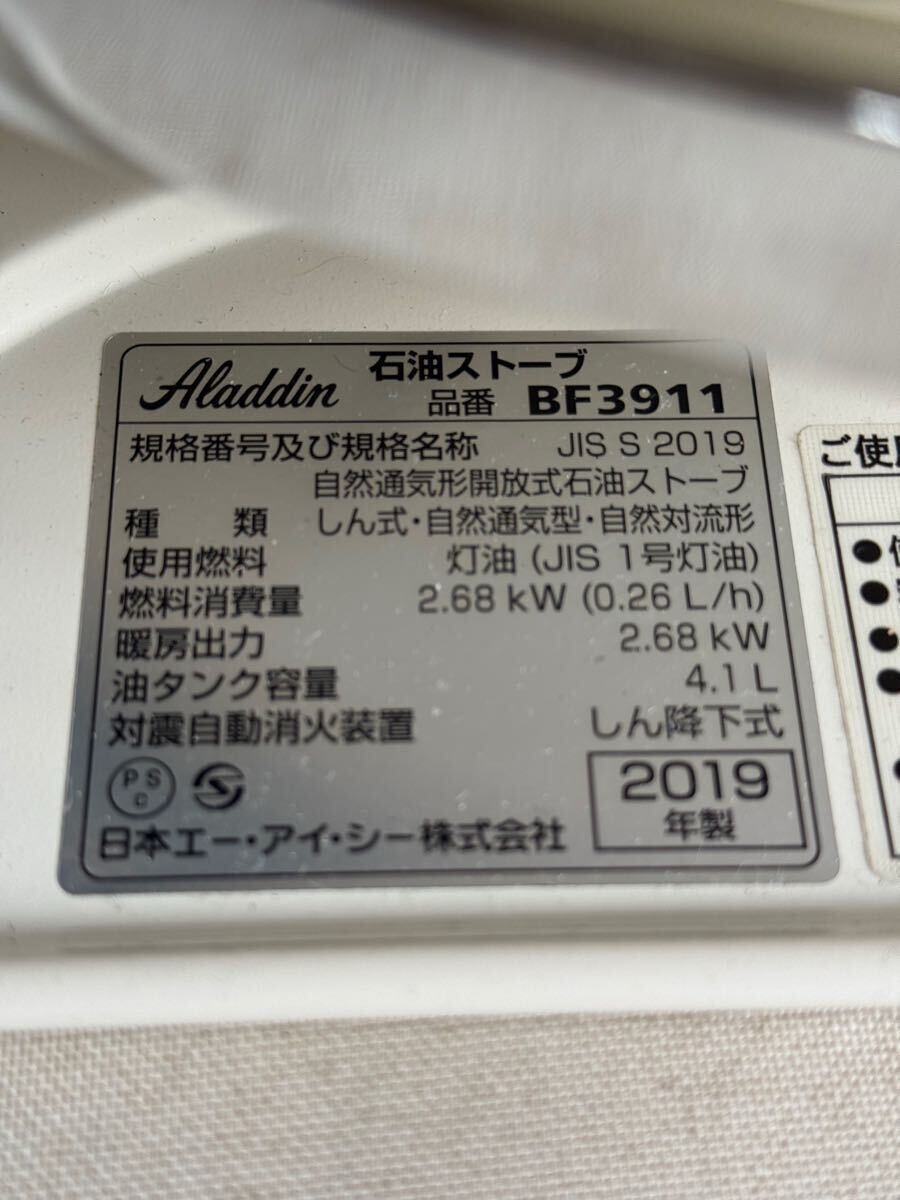 Aladdin 石油ストーブ
品番 BF3911
規格番号及び規格名称 JIS S 2019
自然通気形開放式石油ストーブ
種類 しん式・自然通気型・自然対流形
使用燃料 灯油 (JIS 1号灯油)
燃料消費量 2.68 kW (0.26 L/h)
暖房出力 2.68 kW
油タンク容量 4.1 L
対震自動消火装置 しん降下式
PS
C
2019
年製
日本エー・アイ・シー株式会社
ご使